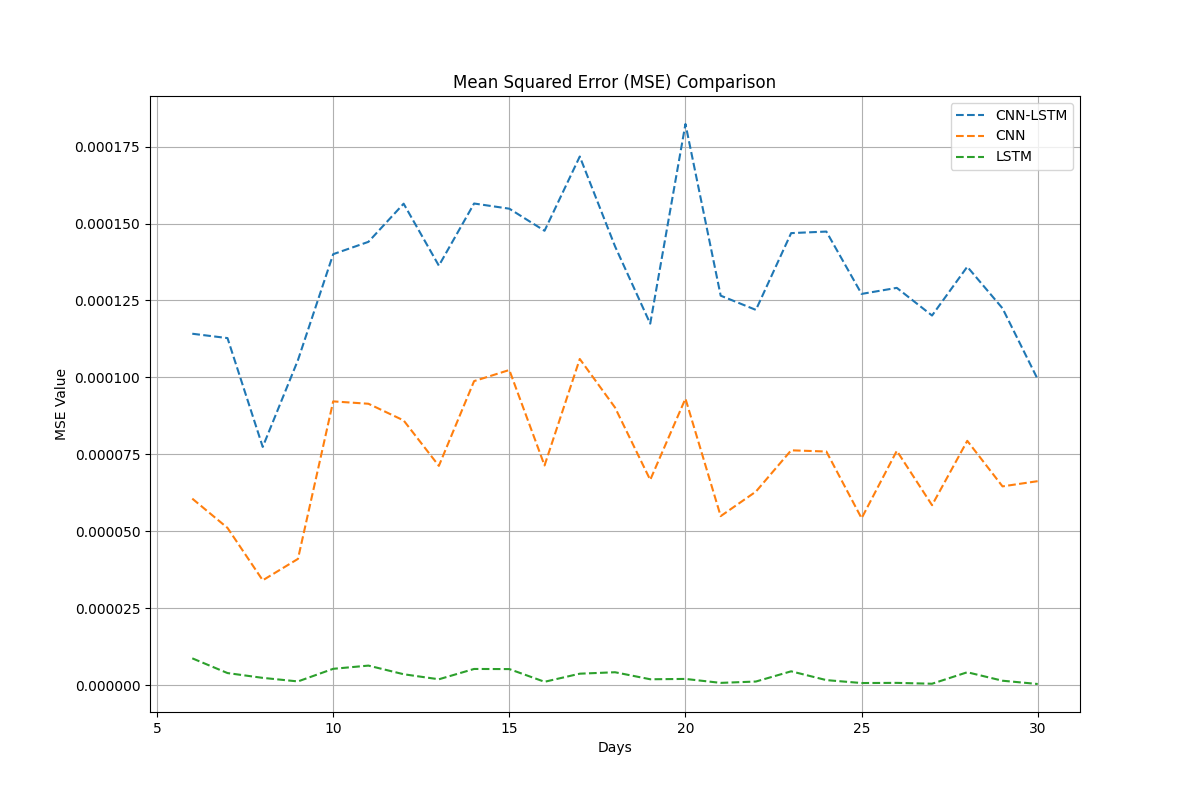 Mean Squared Error (MSE) Comparison
CNN-LSTM
CNN
LSTM
MSE Value
0.000175
0.000150
0.000125
0.000100
0.000075
0.000050
0.000025
0.000000
5 10 15 20 25 30
Days